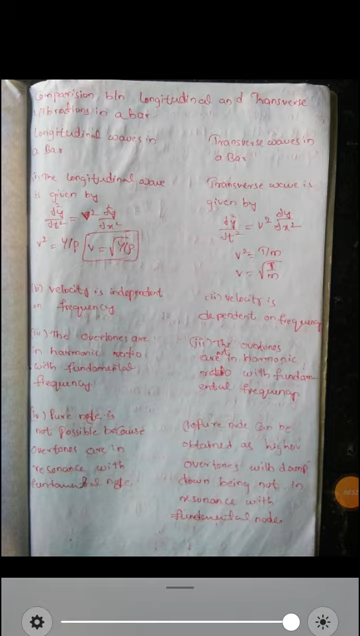 Comparision b/n Longitudinal and Transverse
vibrations in a bar
Longitudinal waves in
a Bar
(i) The longitudinal wave
is given by
d²y/dt² = v² d²y/dx²
v² = Y/ρ v = √Y/ρ
(ii) velocity is independent
on frequency
(iii) The overtones are
in harmonic radio
with fundamental
frequency
(iv) Pure note is
not possible because
overtones are in
resonance with
fundamental note
Transverse waves in
a Bar
Transverse wave is
given by
d²y/dt² = v² d²y/dx²
v² = T/m
v = √T/m
(ii) velocity is
dependent on frequency
(iii) The overtones
are in harmonic
ratio with fundam
ental frequency
Pure node can be
obtained as higher
overtones with damp
down being not in
resonance with
fundamental node